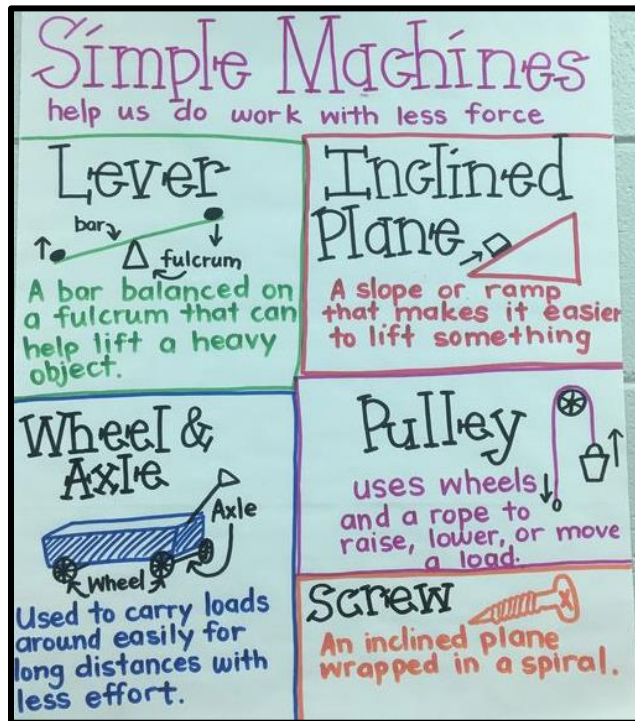 Simple Machines
help us do work with less force
Lever
bar
fulcrum
A bar balanced on
a fulcrum that can
help lift a heavy
object.
Inclined
Plane
A slope or ramp
that makes it easier
to lift something
Wheel &
Axle
Axle
Wheel
Used to carry loads
around easily for
long distances with
less effort.
Pulley
uses wheels
and a rope to
raise, lower, or move
a load.
Screw
An inclined plane
wrapped in a spiral.